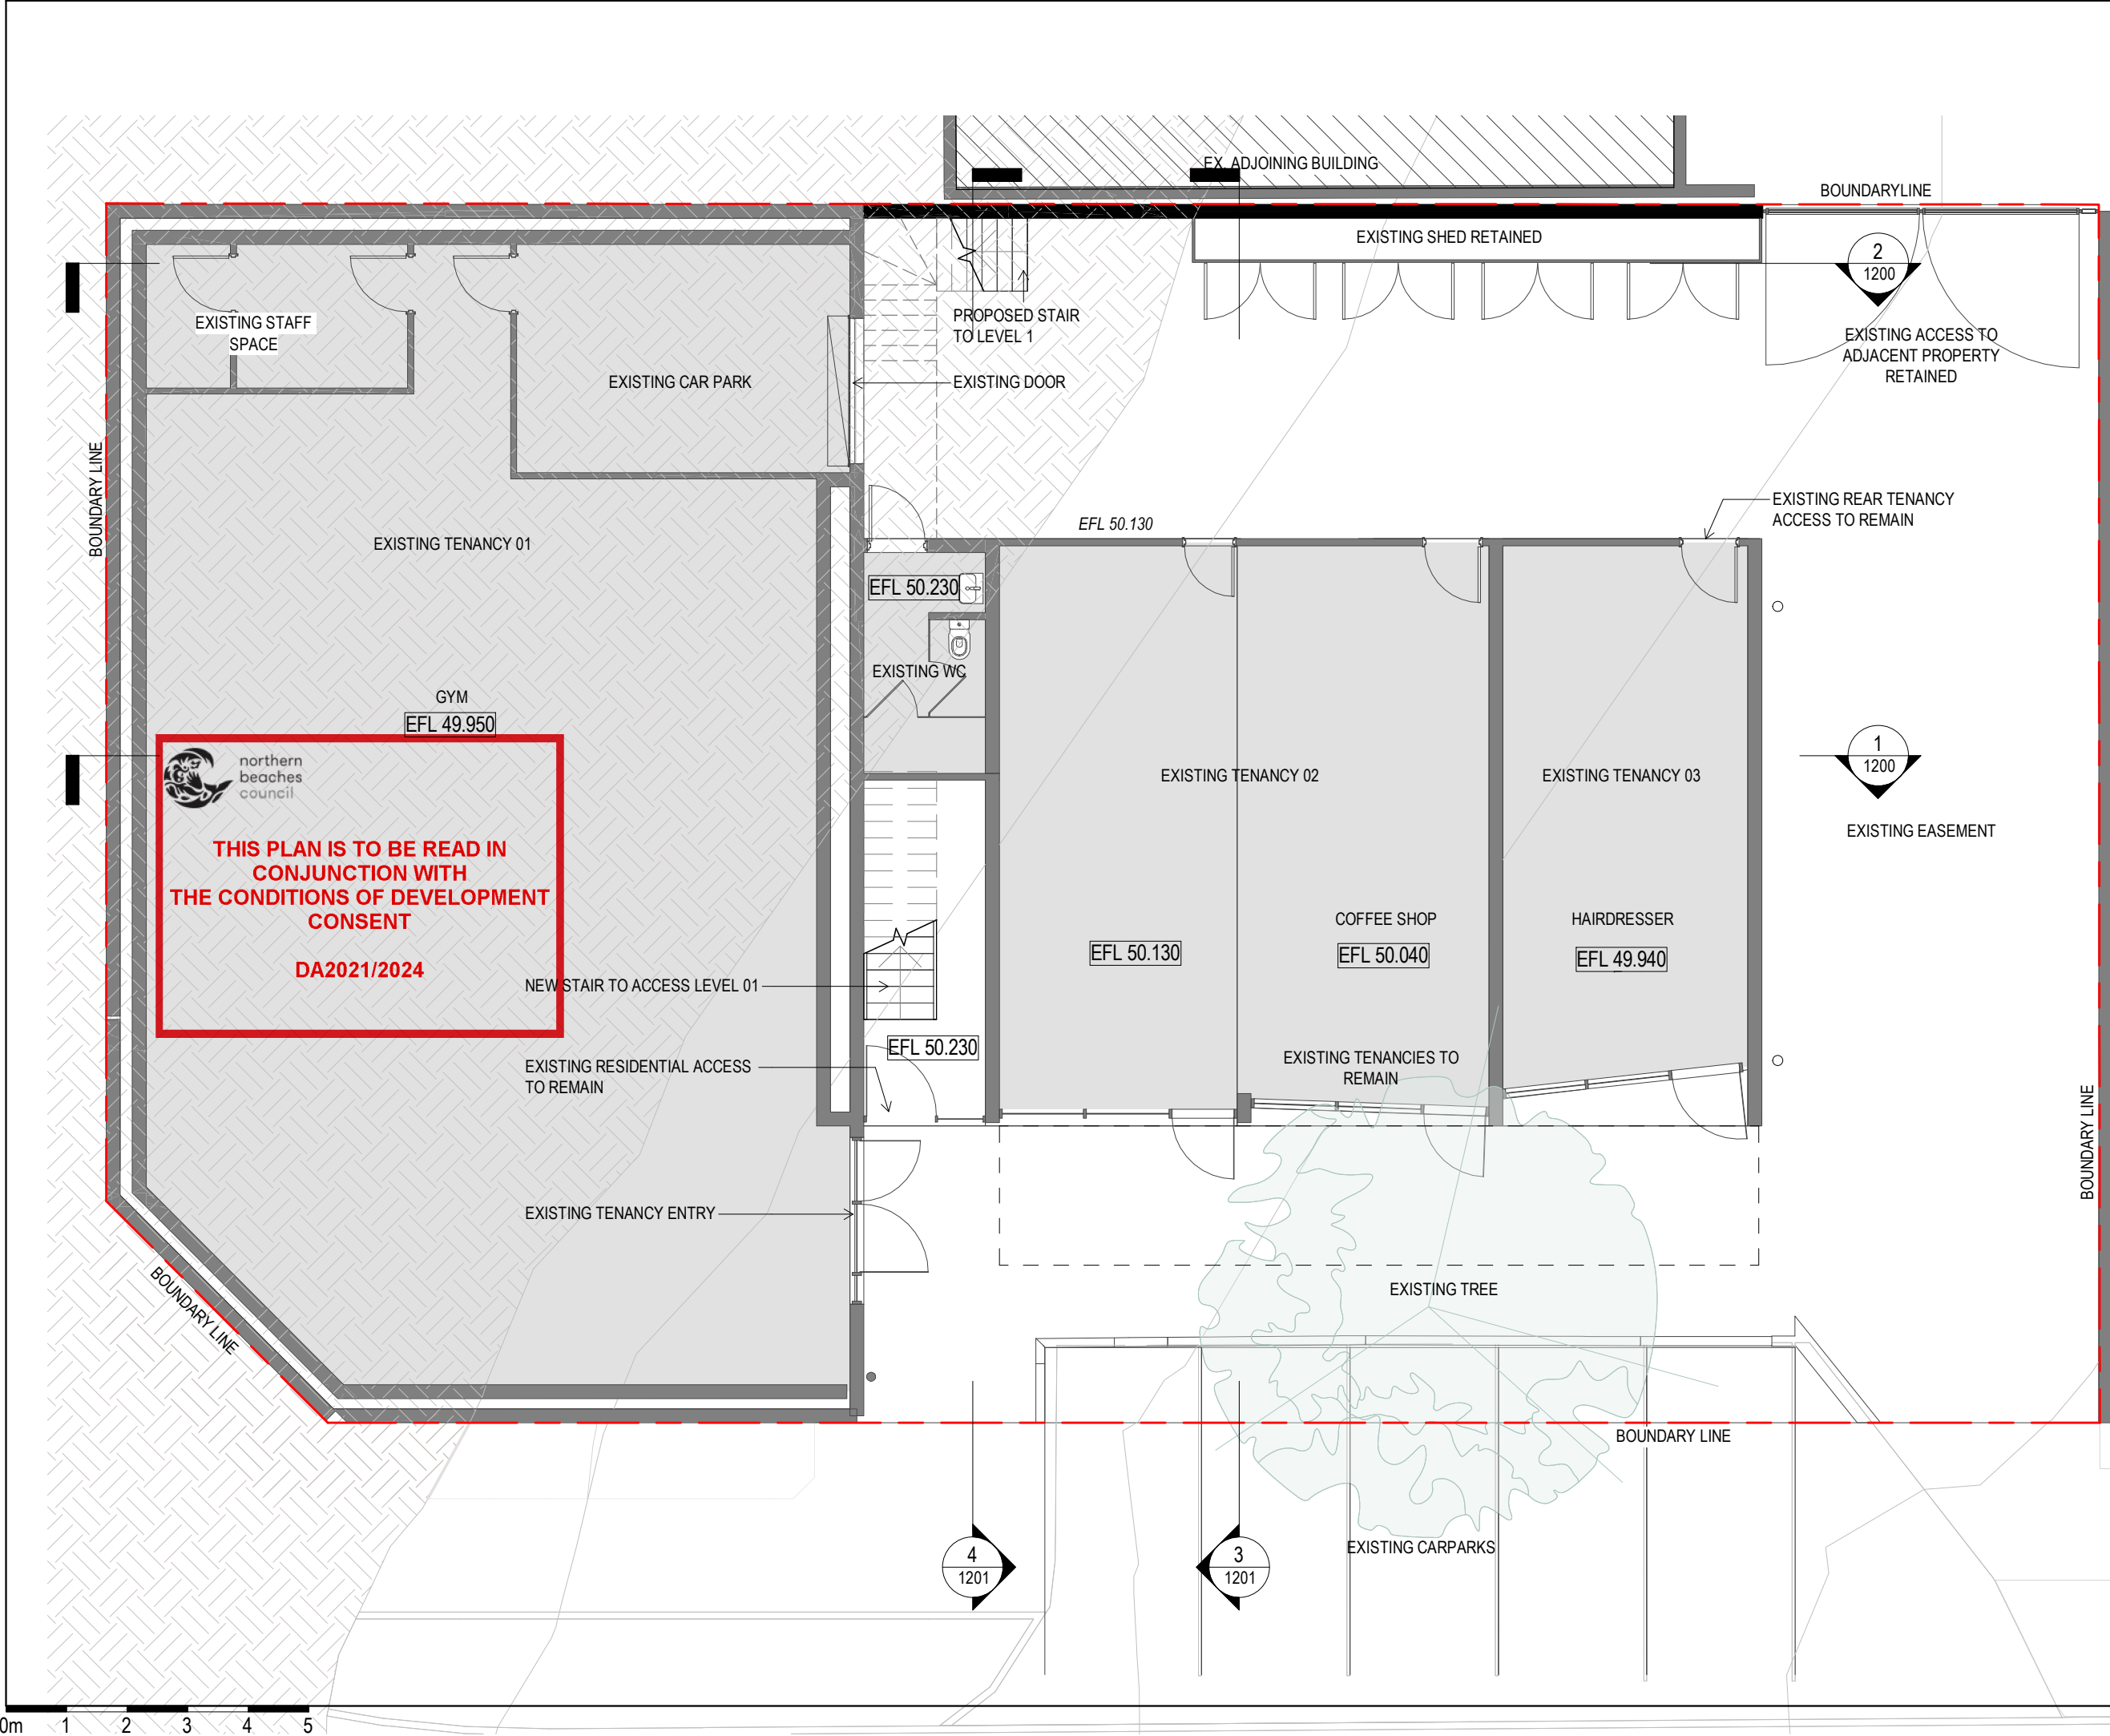 EX. ADJOINING BUILDING
BOUNDARYLINE
EXISTING SHED RETAINED
2
1200
EXISTING STAFF
SPACE
PROPOSED STAIR
TO LEVEL 1
EXISTING ACCESS TO
ADJACENT PROPERTY
RETAINED
EXISTING CAR PARK
EXISTING DOOR
BOUNDARY LINE
EXISTING REAR TENANCY
ACCESS TO REMAIN
EFL 50.130
EXISTING TENANCY 01
EFL 50.230
EXISTING WC
GYM
EFL 49.950
northern
beaches
council
1
1200
EXISTING TENANCY 02
EXISTING TENANCY 03
EXISTING EASEMENT
THIS PLAN IS TO BE READ IN
CONJUNCTION WITH
THE CONDITIONS OF DEVELOPMENT
CONSENT
DA2021/2024
COFFEE SHOP
HAIRDRESSER
EFL 50.130
EFL 50.040
EFL 49.940
NEW STAIR TO ACCESS LEVEL 01
EFL 50.230
EXISTING RESIDENTIAL ACCESS
TO REMAIN
EXISTING TENANCIES TO
REMAIN
BOUNDARY LINE
EXISTING TENANCY ENTRY
BOUNDARY LINE
EXISTING TREE
BOUNDARY LINE
EXISTING CARPARKS
4
1201
3
1201
0m 1 2 3 4 5